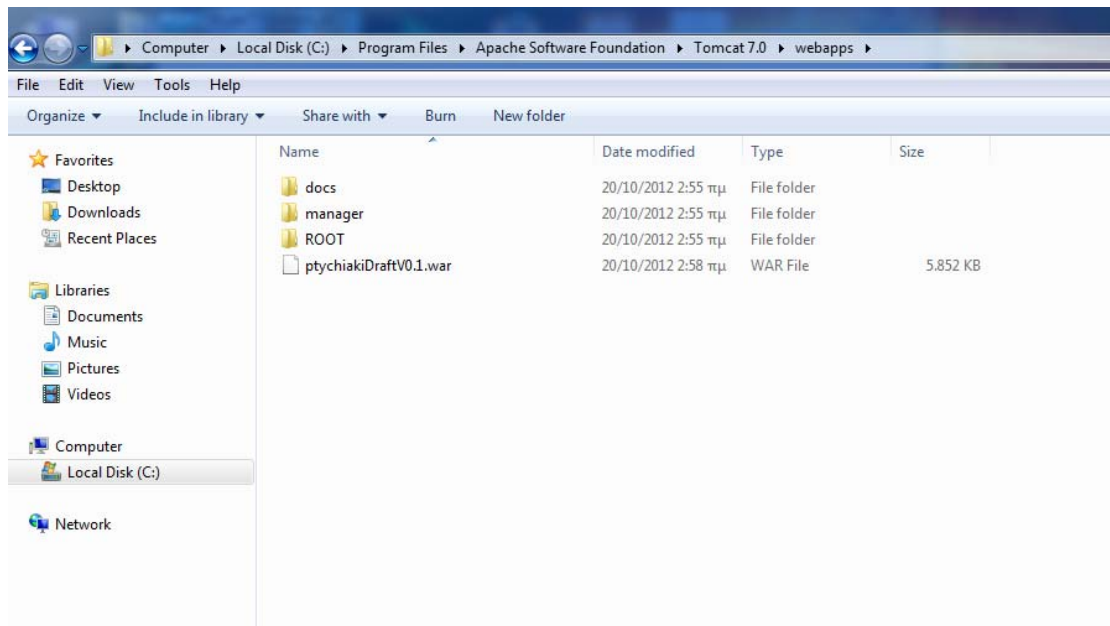 Computer Local Disk (C:) Program Files Apache Software Foundation Tomcat 7.0 webapps
File Edit View Tools Help
Organize Include in library Share with Burn New folder
Favorites
Desktop
Downloads
Recent Places
Libraries
Documents
Music
Pictures
Videos
Computer
Local Disk (C:)
Network
Name Date modified Type Size
docs 20/10/2012 2:55 πμ File folder
manager 20/10/2012 2:55 πμ File folder
ROOT 20/10/2012 2:55 πμ File folder
ptychiakiDraftV0.1.war 20/10/2012 2:58 πμ WAR File 5.852 KB